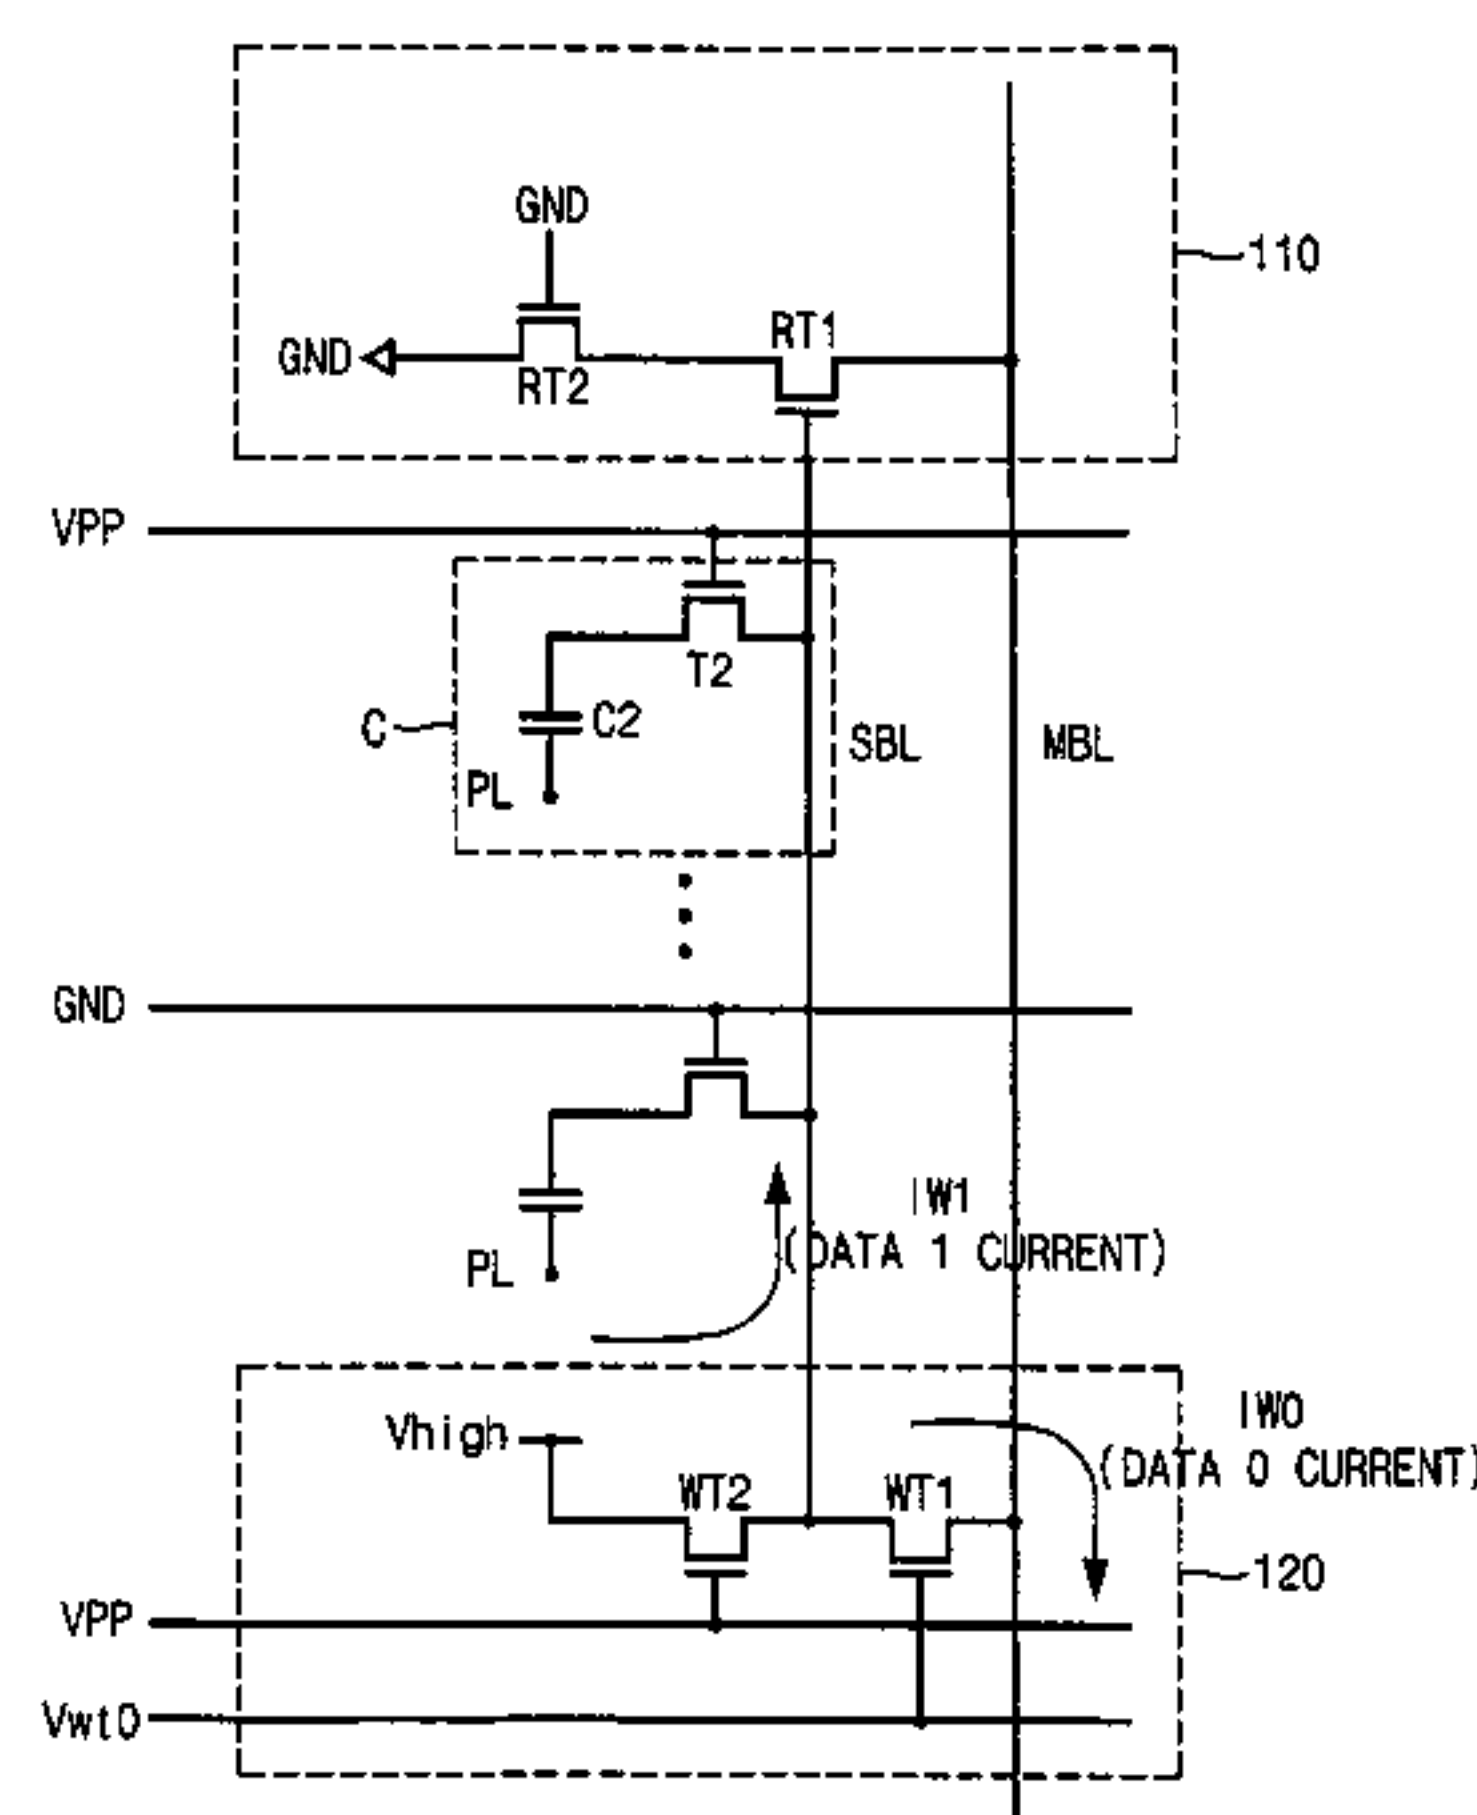 GND
110
RT1
GND
RT2
VPP
T2
C
C2
SBL
MBL
PL
GND
IW1
(DATA 1 CURRENT)
PL
IW0
Vhigh
(DATA 0 CURRENT)
WT2
WT1
120
VPP
Vwt0